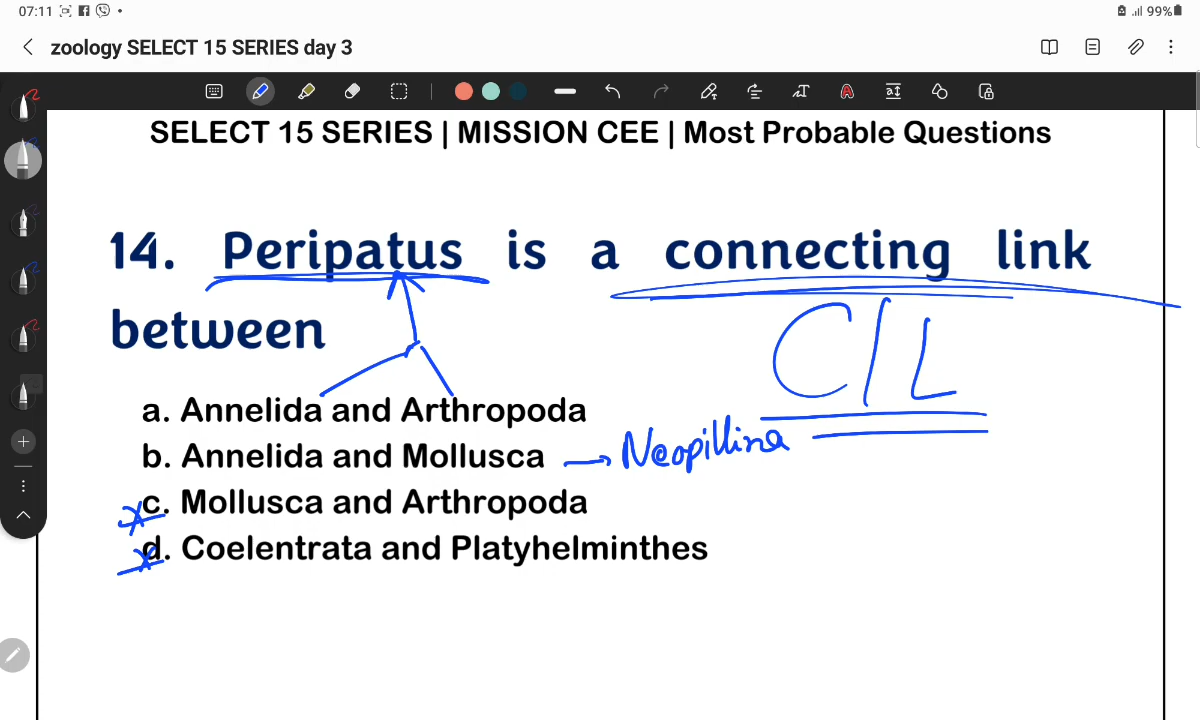 07:11
99%
zoology SELECT 15 SERIES day 3
SELECT 15 SERIES | MISSION CEE | Most Probable Questions
14. Peripatus is a connecting link
between
C/L
a. Annelida and Arthropoda
b. Annelida and Mollusca → Neopillina
c. Mollusca and Arthropoda
d. Coelentrata and Platyhelminthes